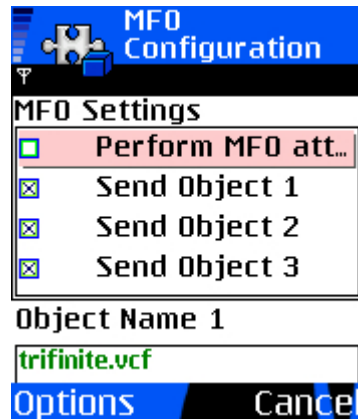 MFO
Configuration
MFO Settings
Perform MFO att...
Send Object 1
Send Object 2
Send Object 3
Object Name 1
trifinite.vcf
Options Cancel